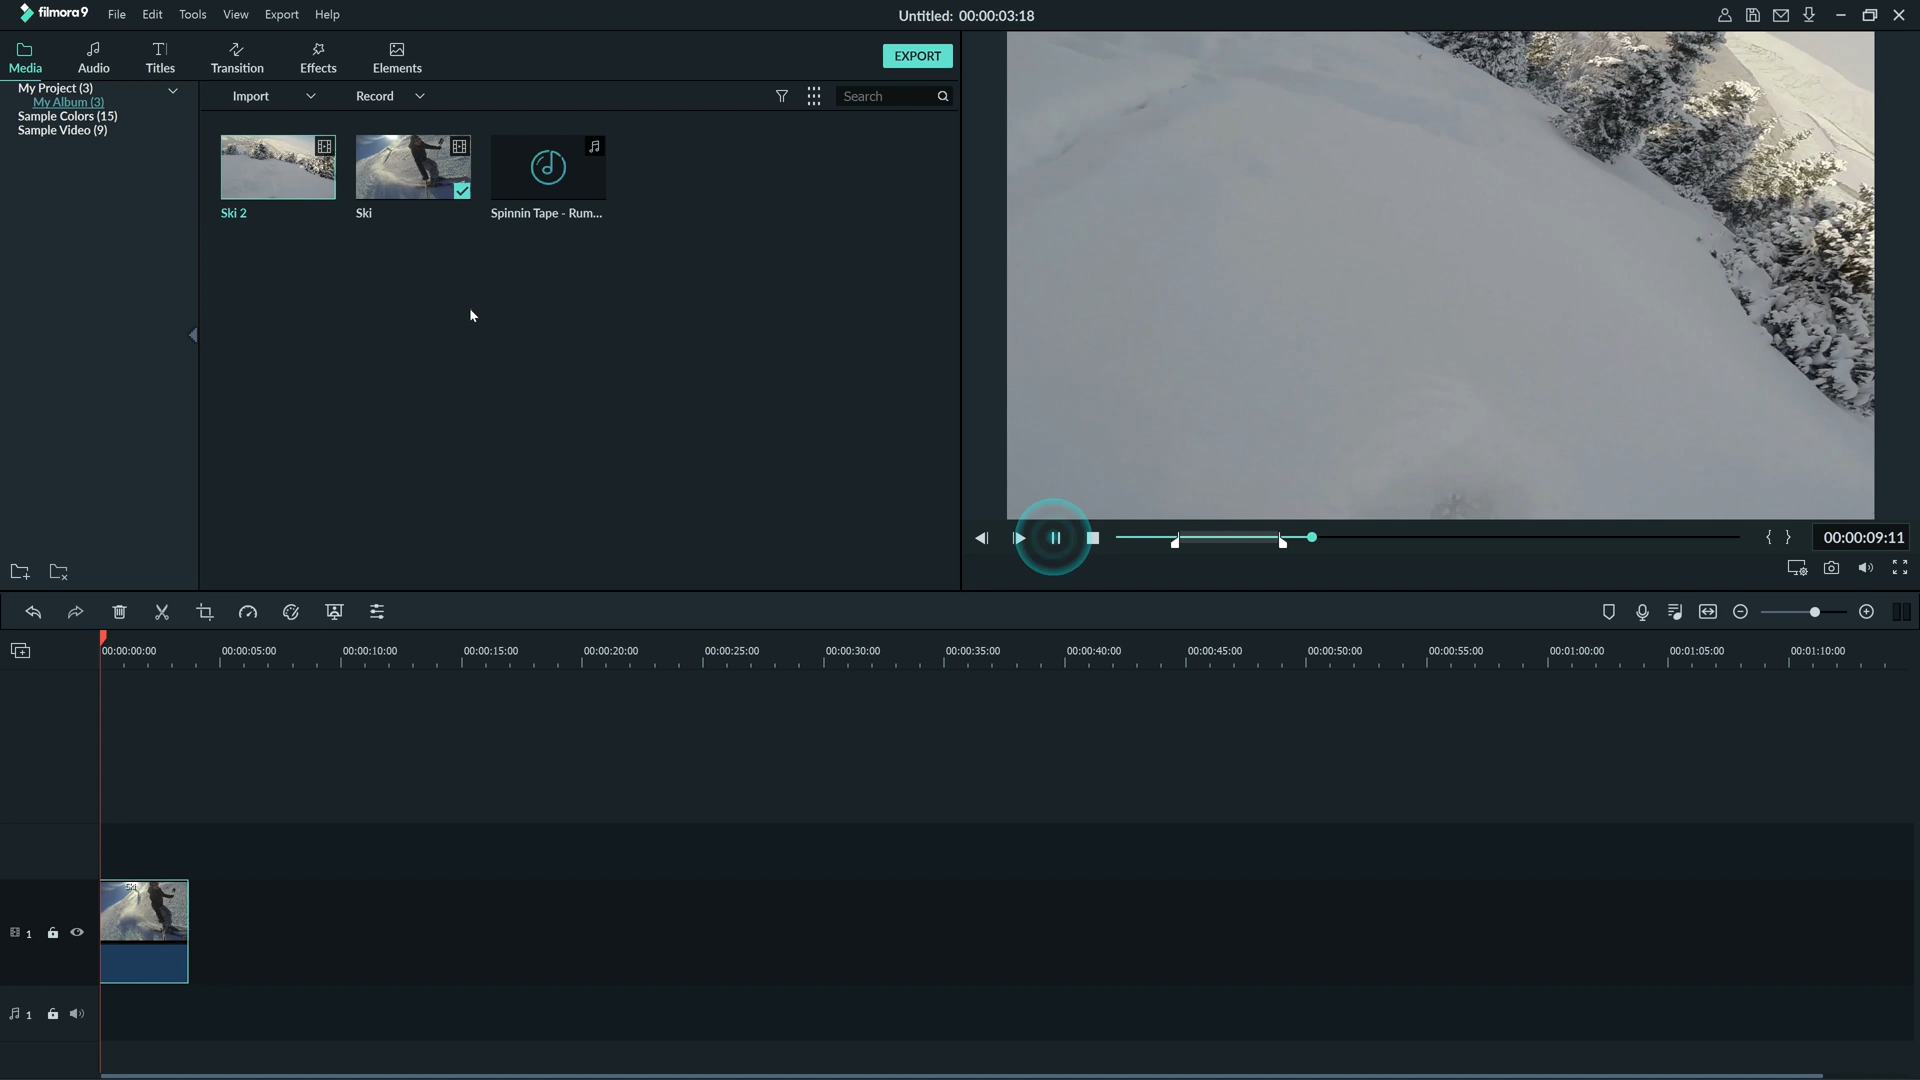 filmora9 File Edit Tools View Export Help
Untitled: 00:00:03:18
Media Audio Titles Transition Effects Elements
EXPORT
My Project (3)
My Album (3)
Sample Colors (15)
Sample Video (9)
Import Record
Search
Ski 2 Ski Spinnin Tape - Rum...
{ } 00:00:09:11
00:00:00:00 00:00:05:00 00:00:10:00 00:00:15:00 00:00:20:00 00:00:25:00 00:00:30:00 00:00:35:00 00:00:40:00 00:00:45:00 00:00:50:00 00:00:55:00 00:01:00:00 00:01:05:00 00:01:10:00
Ski
1
1